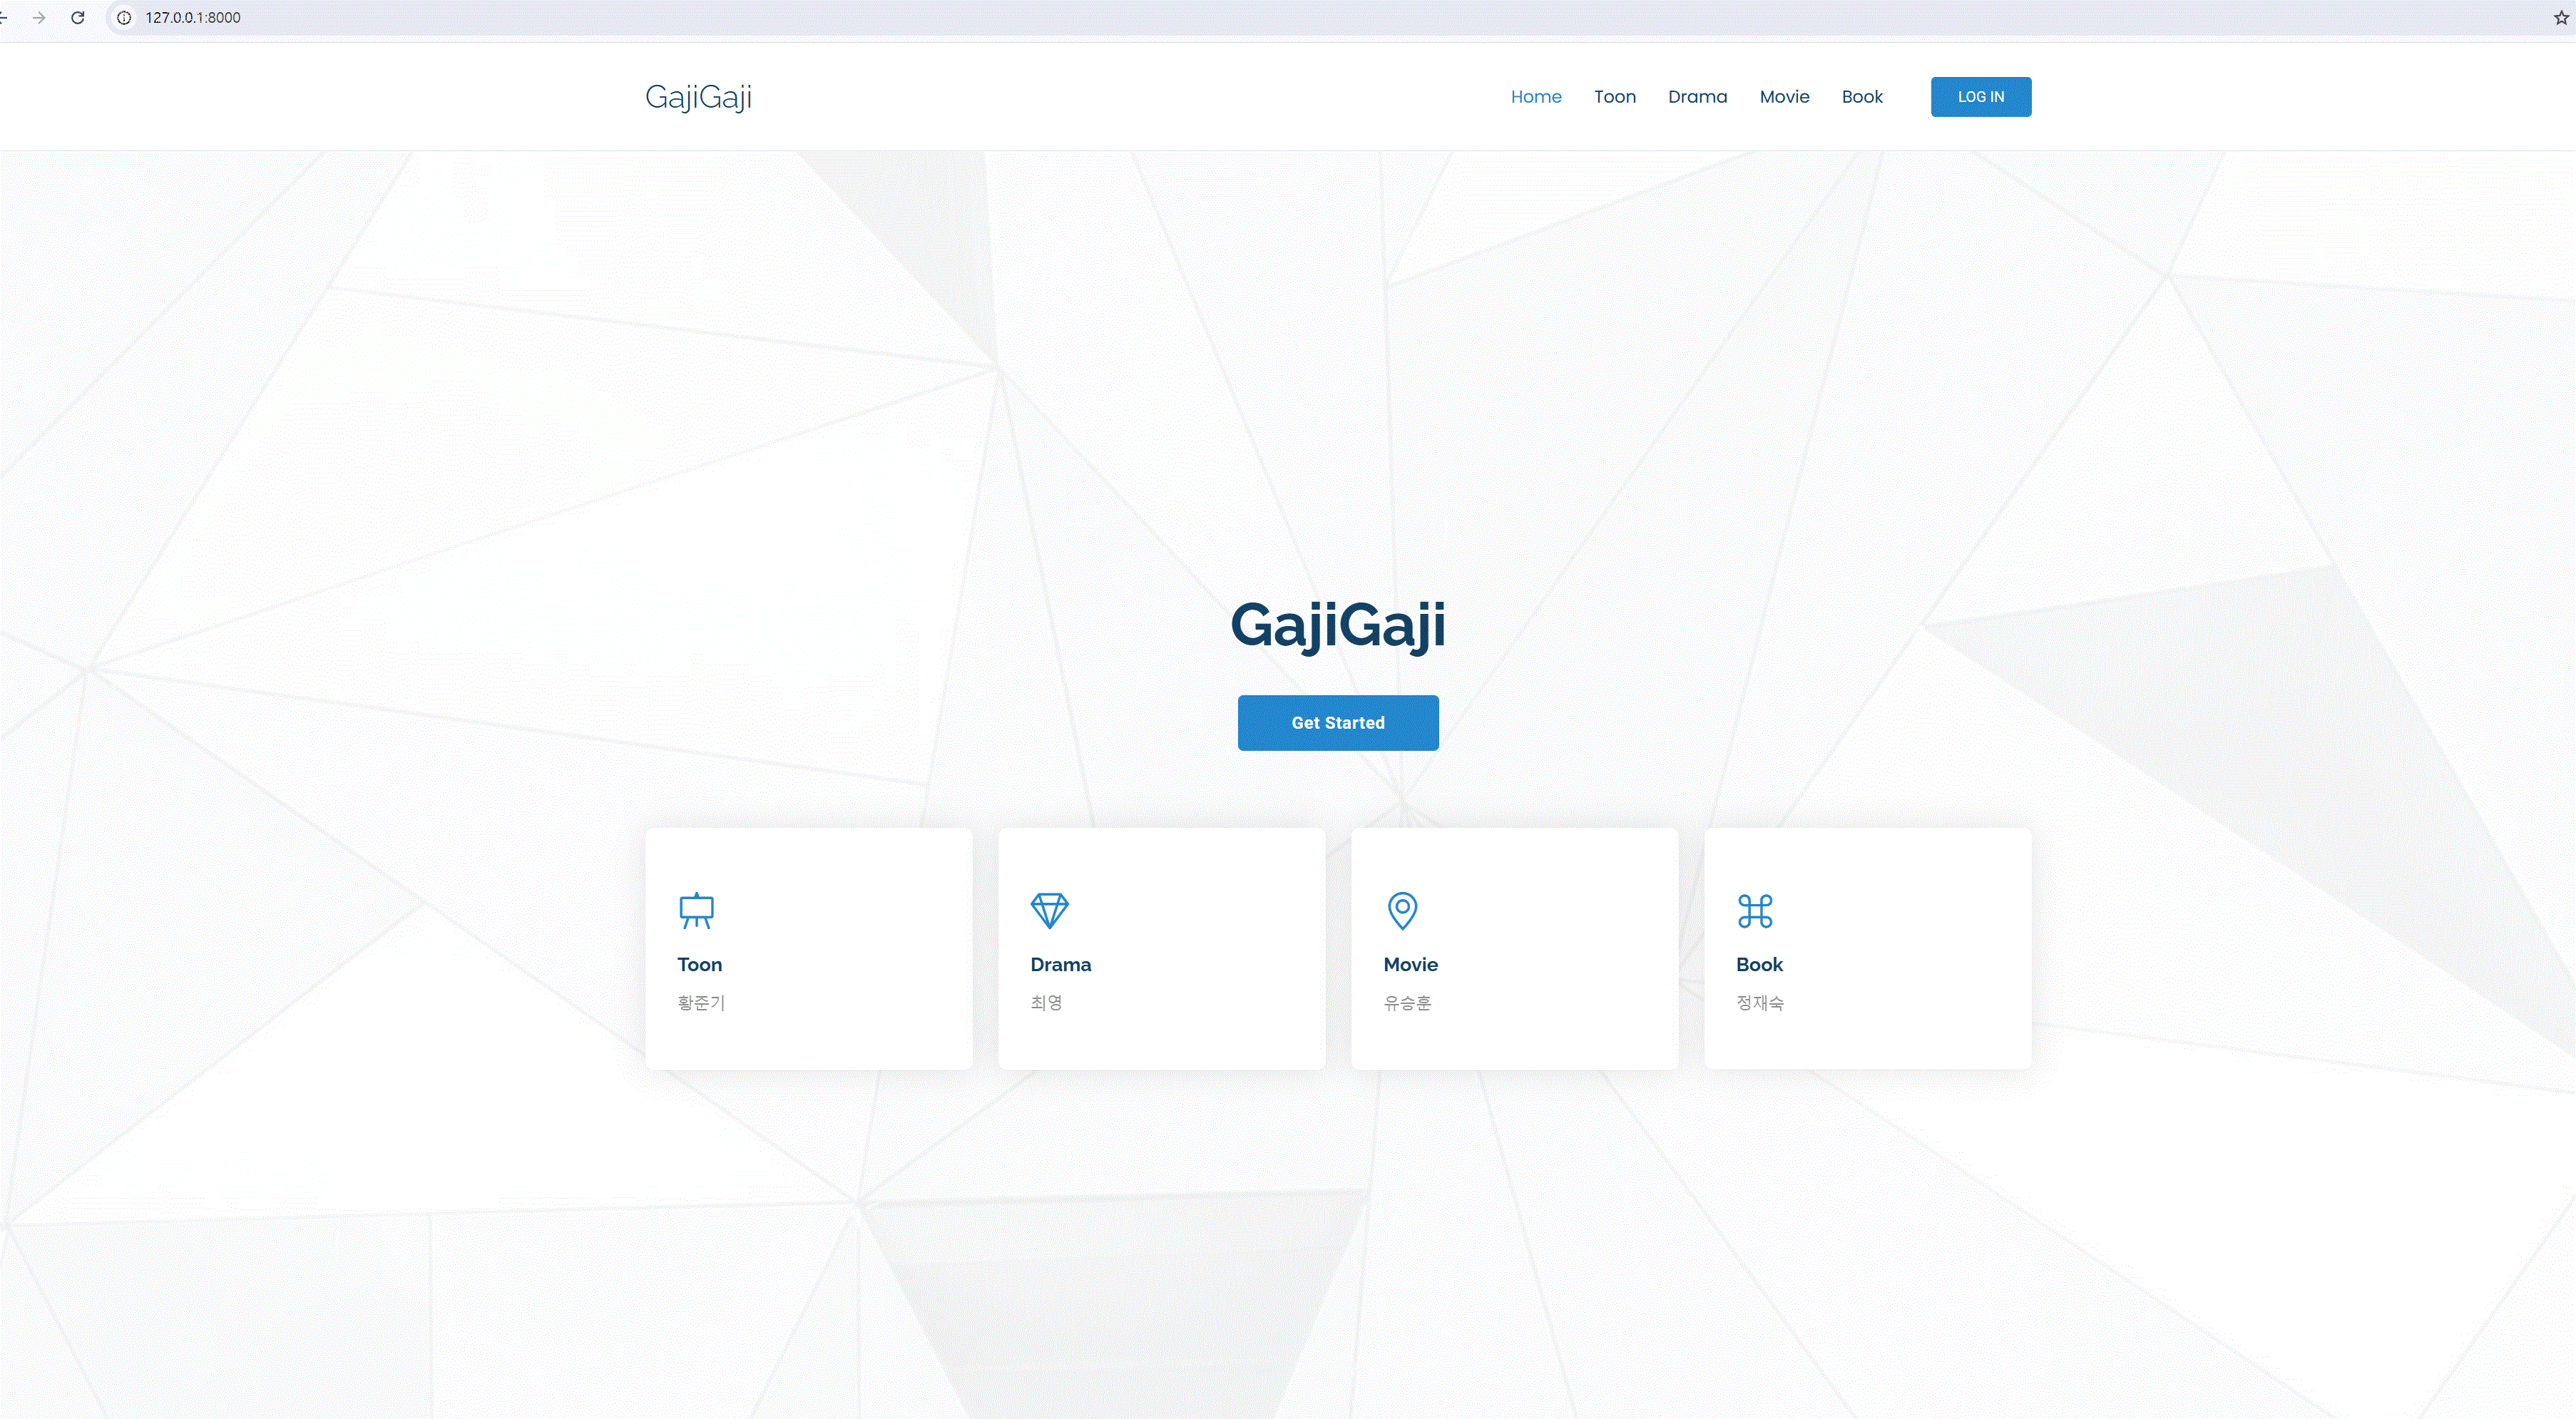 127.0.0.1:8000
GajiGaji
Home Toon Drama Movie Book LOG IN
GajiGaji
Get Started
Toon
황준기
Drama
최영
Movie
유승훈
Book
정재숙